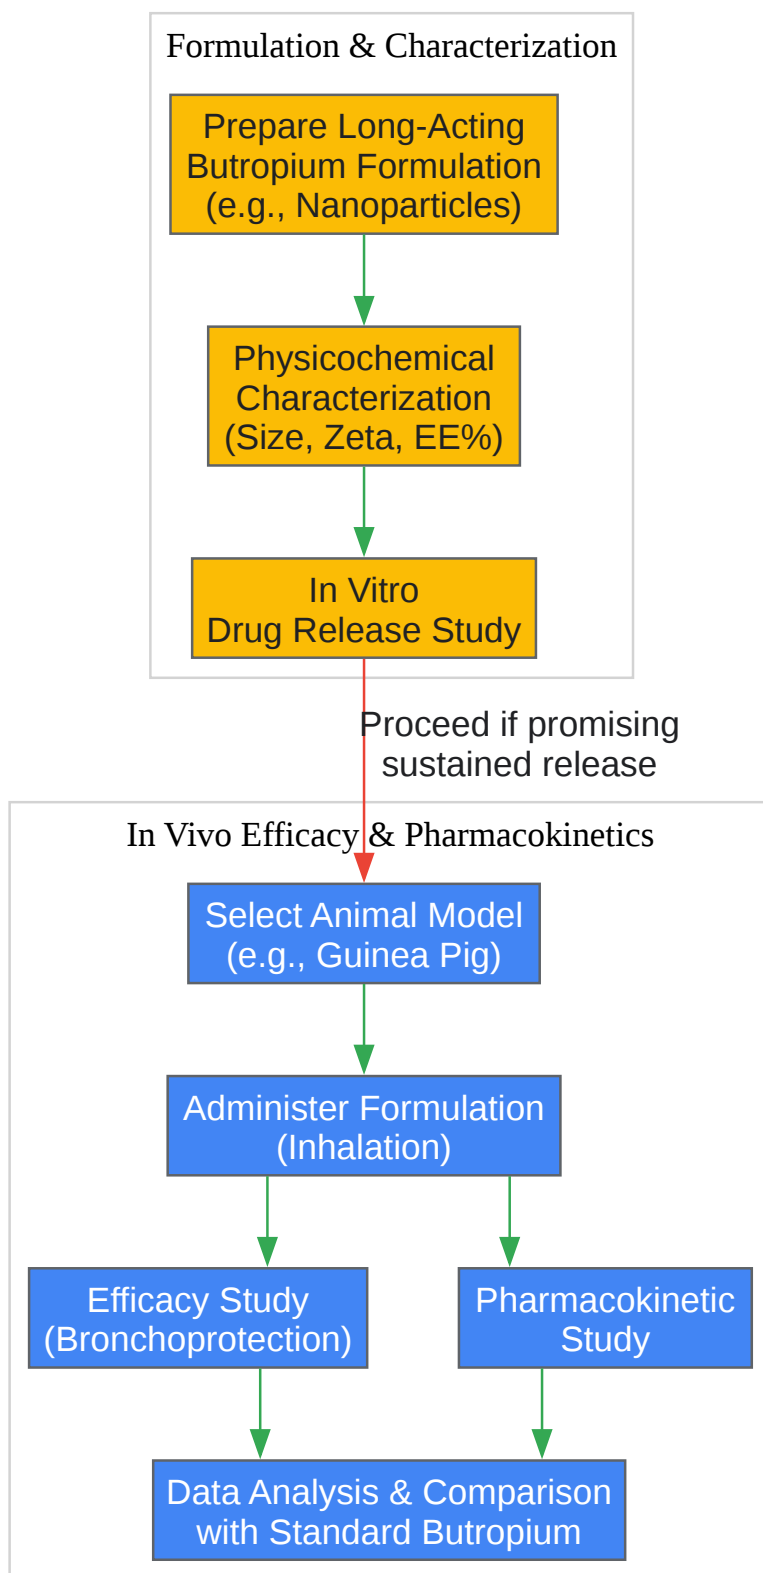 Formulation & Characterization
Prepare Long-Acting
Butropium Formulation
(e.g., Nanoparticles)
Physicochemical
Characterization
(Size, Zeta, EE%)
In Vitro
Drug Release Study
Proceed if promising
sustained release
In Vivo Efficacy & Pharmacokinetics
Select Animal Model
(e.g., Guinea Pig)
Administer Formulation
(Inhalation)
Efficacy Study
(Bronchoprotection)
Pharmacokinetic
Study
Data Analysis & Comparison
with Standard Butropium